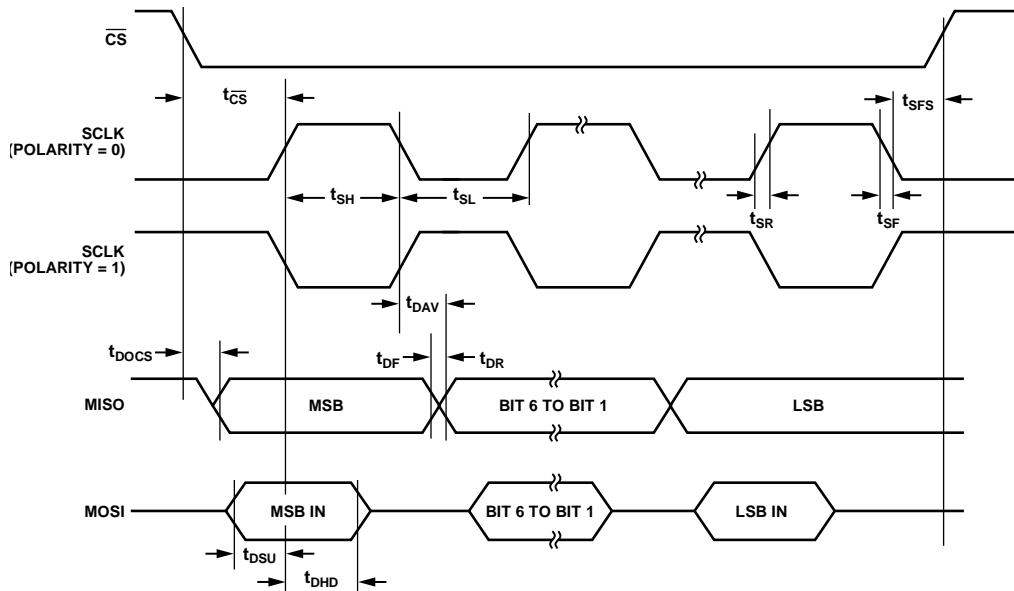 CS
tCS
tSFS
SCLK
(POLARITY = 0)
tSH
tSL
tSR
tSF
SCLK
(POLARITY = 1)
tDAV
tDOCS
tDF
tDR
MISO
MSB
BIT 6 TO BIT 1
LSB
MOSI
MSB IN
BIT 6 TO BIT 1
LSB IN
tDSU
tDHD